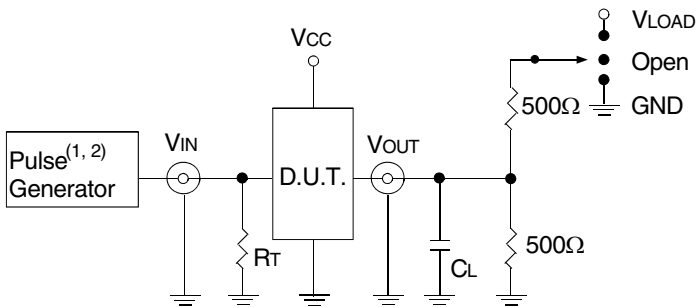 VLOAD
VCC
Open
500Ω
GND
Pulse(1, 2)
Generator
VIN
D.U.T.
VOUT
RT
CL
500Ω